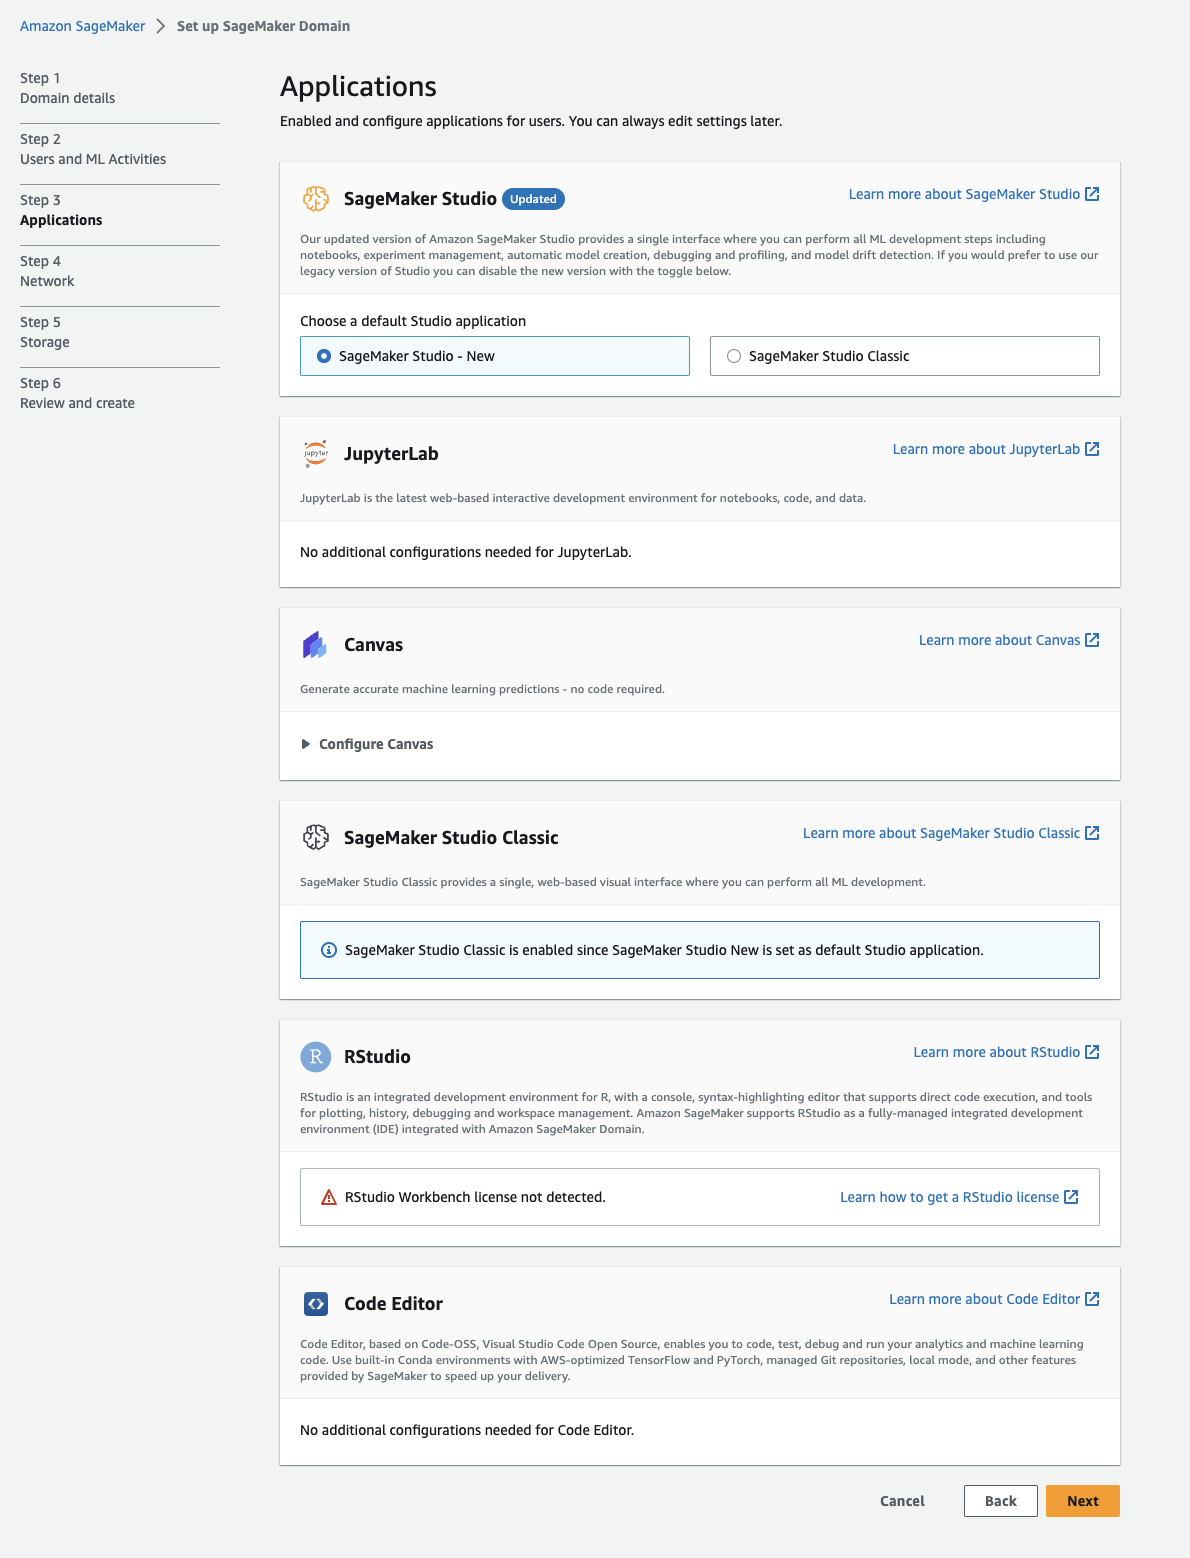 Amazon SageMaker > Set up SageMaker Domain
Step 1
Domain details
Step 2
Users and ML Activities
Step 3
Applications
Step 4
Network
Step 5
Storage
Step 6
Review and create
Applications
Enabled and configure applications for users. You can always edit settings later.
SageMaker Studio Updated
Learn more about SageMaker Studio
Our updated version of Amazon SageMaker Studio provides a single interface where you can perform all ML development steps including
notebooks, experiment management, automatic model creation, debugging and profiling, and model drift detection. If you would prefer to use our
legacy version of Studio you can disable the new version with the toggle below.
Choose a default Studio application
SageMaker Studio - New
SageMaker Studio Classic
jupyter
JupyterLab
Learn more about JupyterLab
JupyterLab is the latest web-based interactive development environment for notebooks, code, and data.
No additional configurations needed for JupyterLab.
Canvas
Learn more about Canvas
Generate accurate machine learning predictions - no code required.
Configure Canvas
SageMaker Studio Classic
Learn more about SageMaker Studio Classic
SageMaker Studio Classic provides a single, web-based visual interface where you can perform all ML development.
SageMaker Studio Classic is enabled since SageMaker Studio New is set as default Studio application.
R
RStudio
Learn more about RStudio
RStudio is an integrated development environment for R, with a console, syntax-highlighting editor that supports direct code execution, and tools
for plotting, history, debugging and workspace management. Amazon SageMaker supports RStudio as a fully-managed integrated development
environment (IDE) integrated with Amazon SageMaker Domain.
RStudio Workbench license not detected.
Learn how to get a RStudio license
Code Editor
Learn more about Code Editor
Code Editor, based on Code-OSS, Visual Studio Code Open Source, enables you to code, test, debug and run your analytics and machine learning
code. Use built-in Conda environments with AWS-optimized TensorFlow and PyTorch, managed Git repositories, local mode, and other features
provided by SageMaker to speed up your delivery.
No additional configurations needed for Code Editor.
Cancel
Back
Next